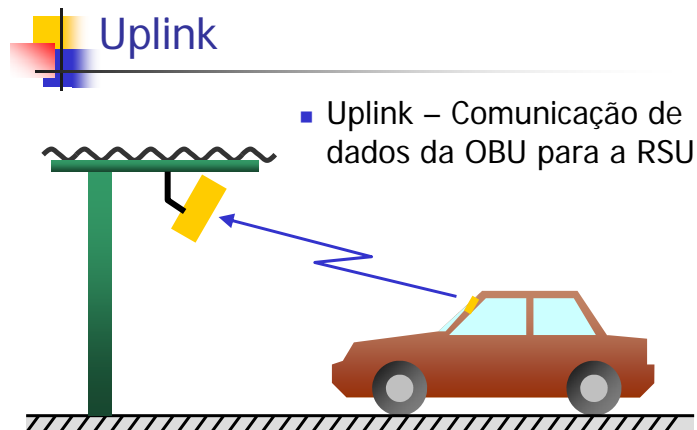 Uplink
Uplink – Comunicação de
dados da OBU para a RSU